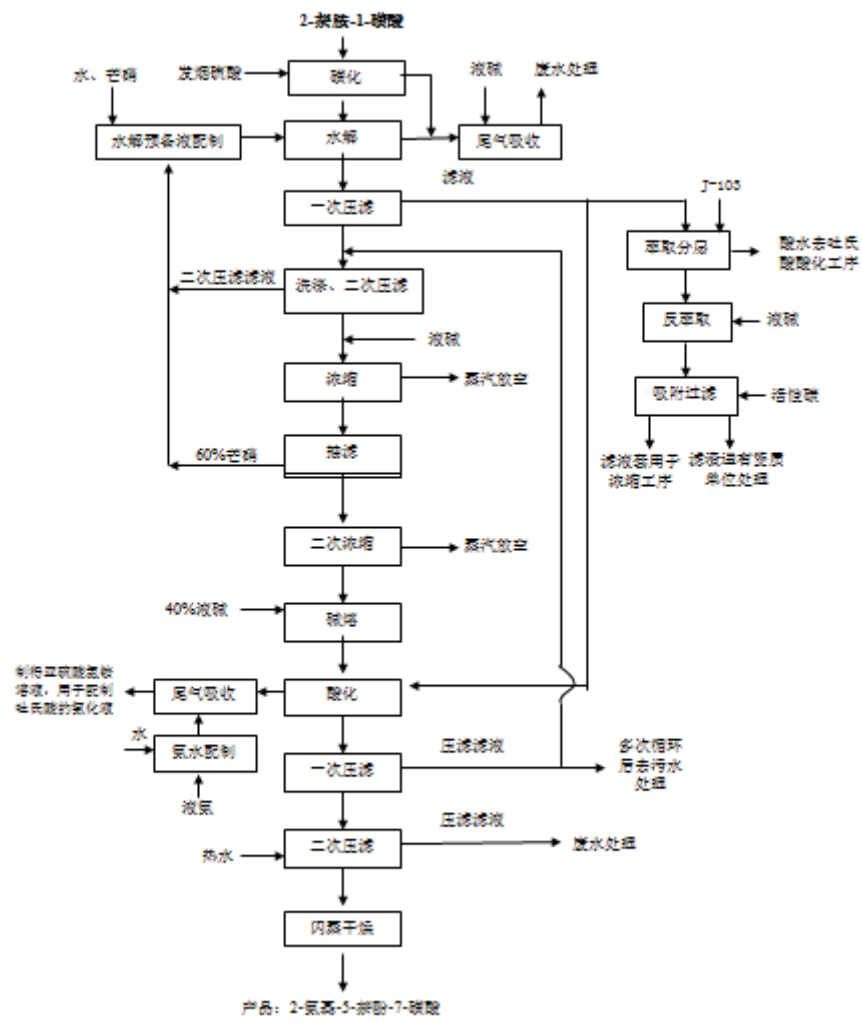 2-萘胺-1-磺酸
水、芒硝
发烟硫酸
磺化
液碱
废水处理
水解预备液配制
水解
尾气吸收
滤液
一次压滤
J-103
萃取分层
酸水去吐氏
酸酸化工序
二次压滤滤液
洗涤、二次压滤
反萃取
液碱
液碱
浓缩
蒸汽放空
吸附过滤
活性碳
60%芒硝
抽滤
滤液套用于
浓缩工序
滤渣送有资质
单位处理
二次浓缩
蒸汽放空
40%液碱
碱熔
制得亚硫酸氢铵
溶液,用于配制
吐氏酸的氨化液
尾气吸收
酸化
水
氨水配制
压滤滤液
多次循环
后去污水
处理
一次压滤
液氨
压滤滤液
热水
二次压滤
废水处理
闪蒸干燥
产品:2-氨基-5-萘酚-7-磺酸